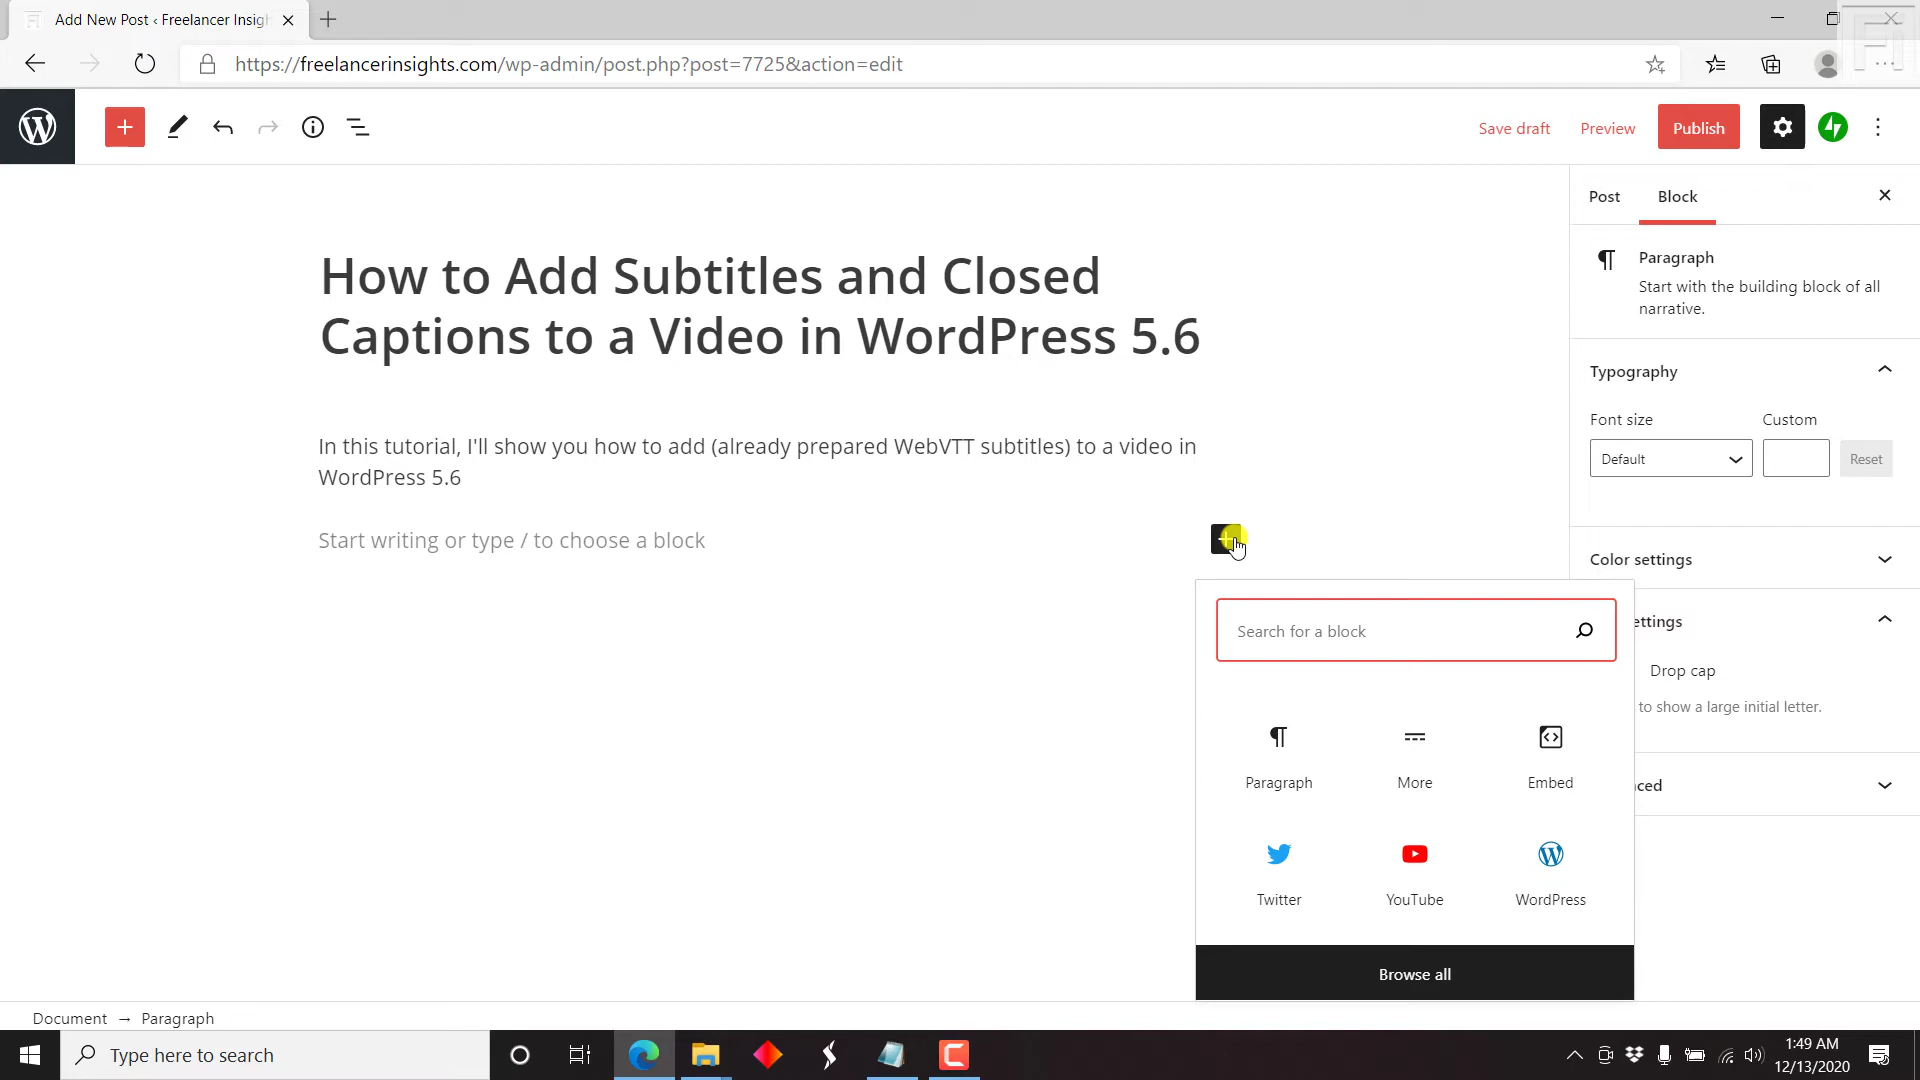 Add New Post ‹ Freelancer Insigh
https://freelancerinsights.com/wp-admin/post.php?post=7725&action=edit
Save draft
Preview
Publish
Post
Block
How to Add Subtitles and Closed
Captions to a Video in WordPress 5.6
Paragraph
Start with the building block of all
narrative.
Typography
Font size
Custom
Default
Reset
In this tutorial, I'll show you how to add (already prepared WebVTT subtitles) to a video in
WordPress 5.6
Start writing or type / to choose a block
Color settings
Search for a block
ettings
Drop cap
to show a large initial letter.
Paragraph
More
Embed
ced
Twitter
YouTube
WordPress
Browse all
Document → Paragraph
Type here to search
1:49 AM
12/13/2020